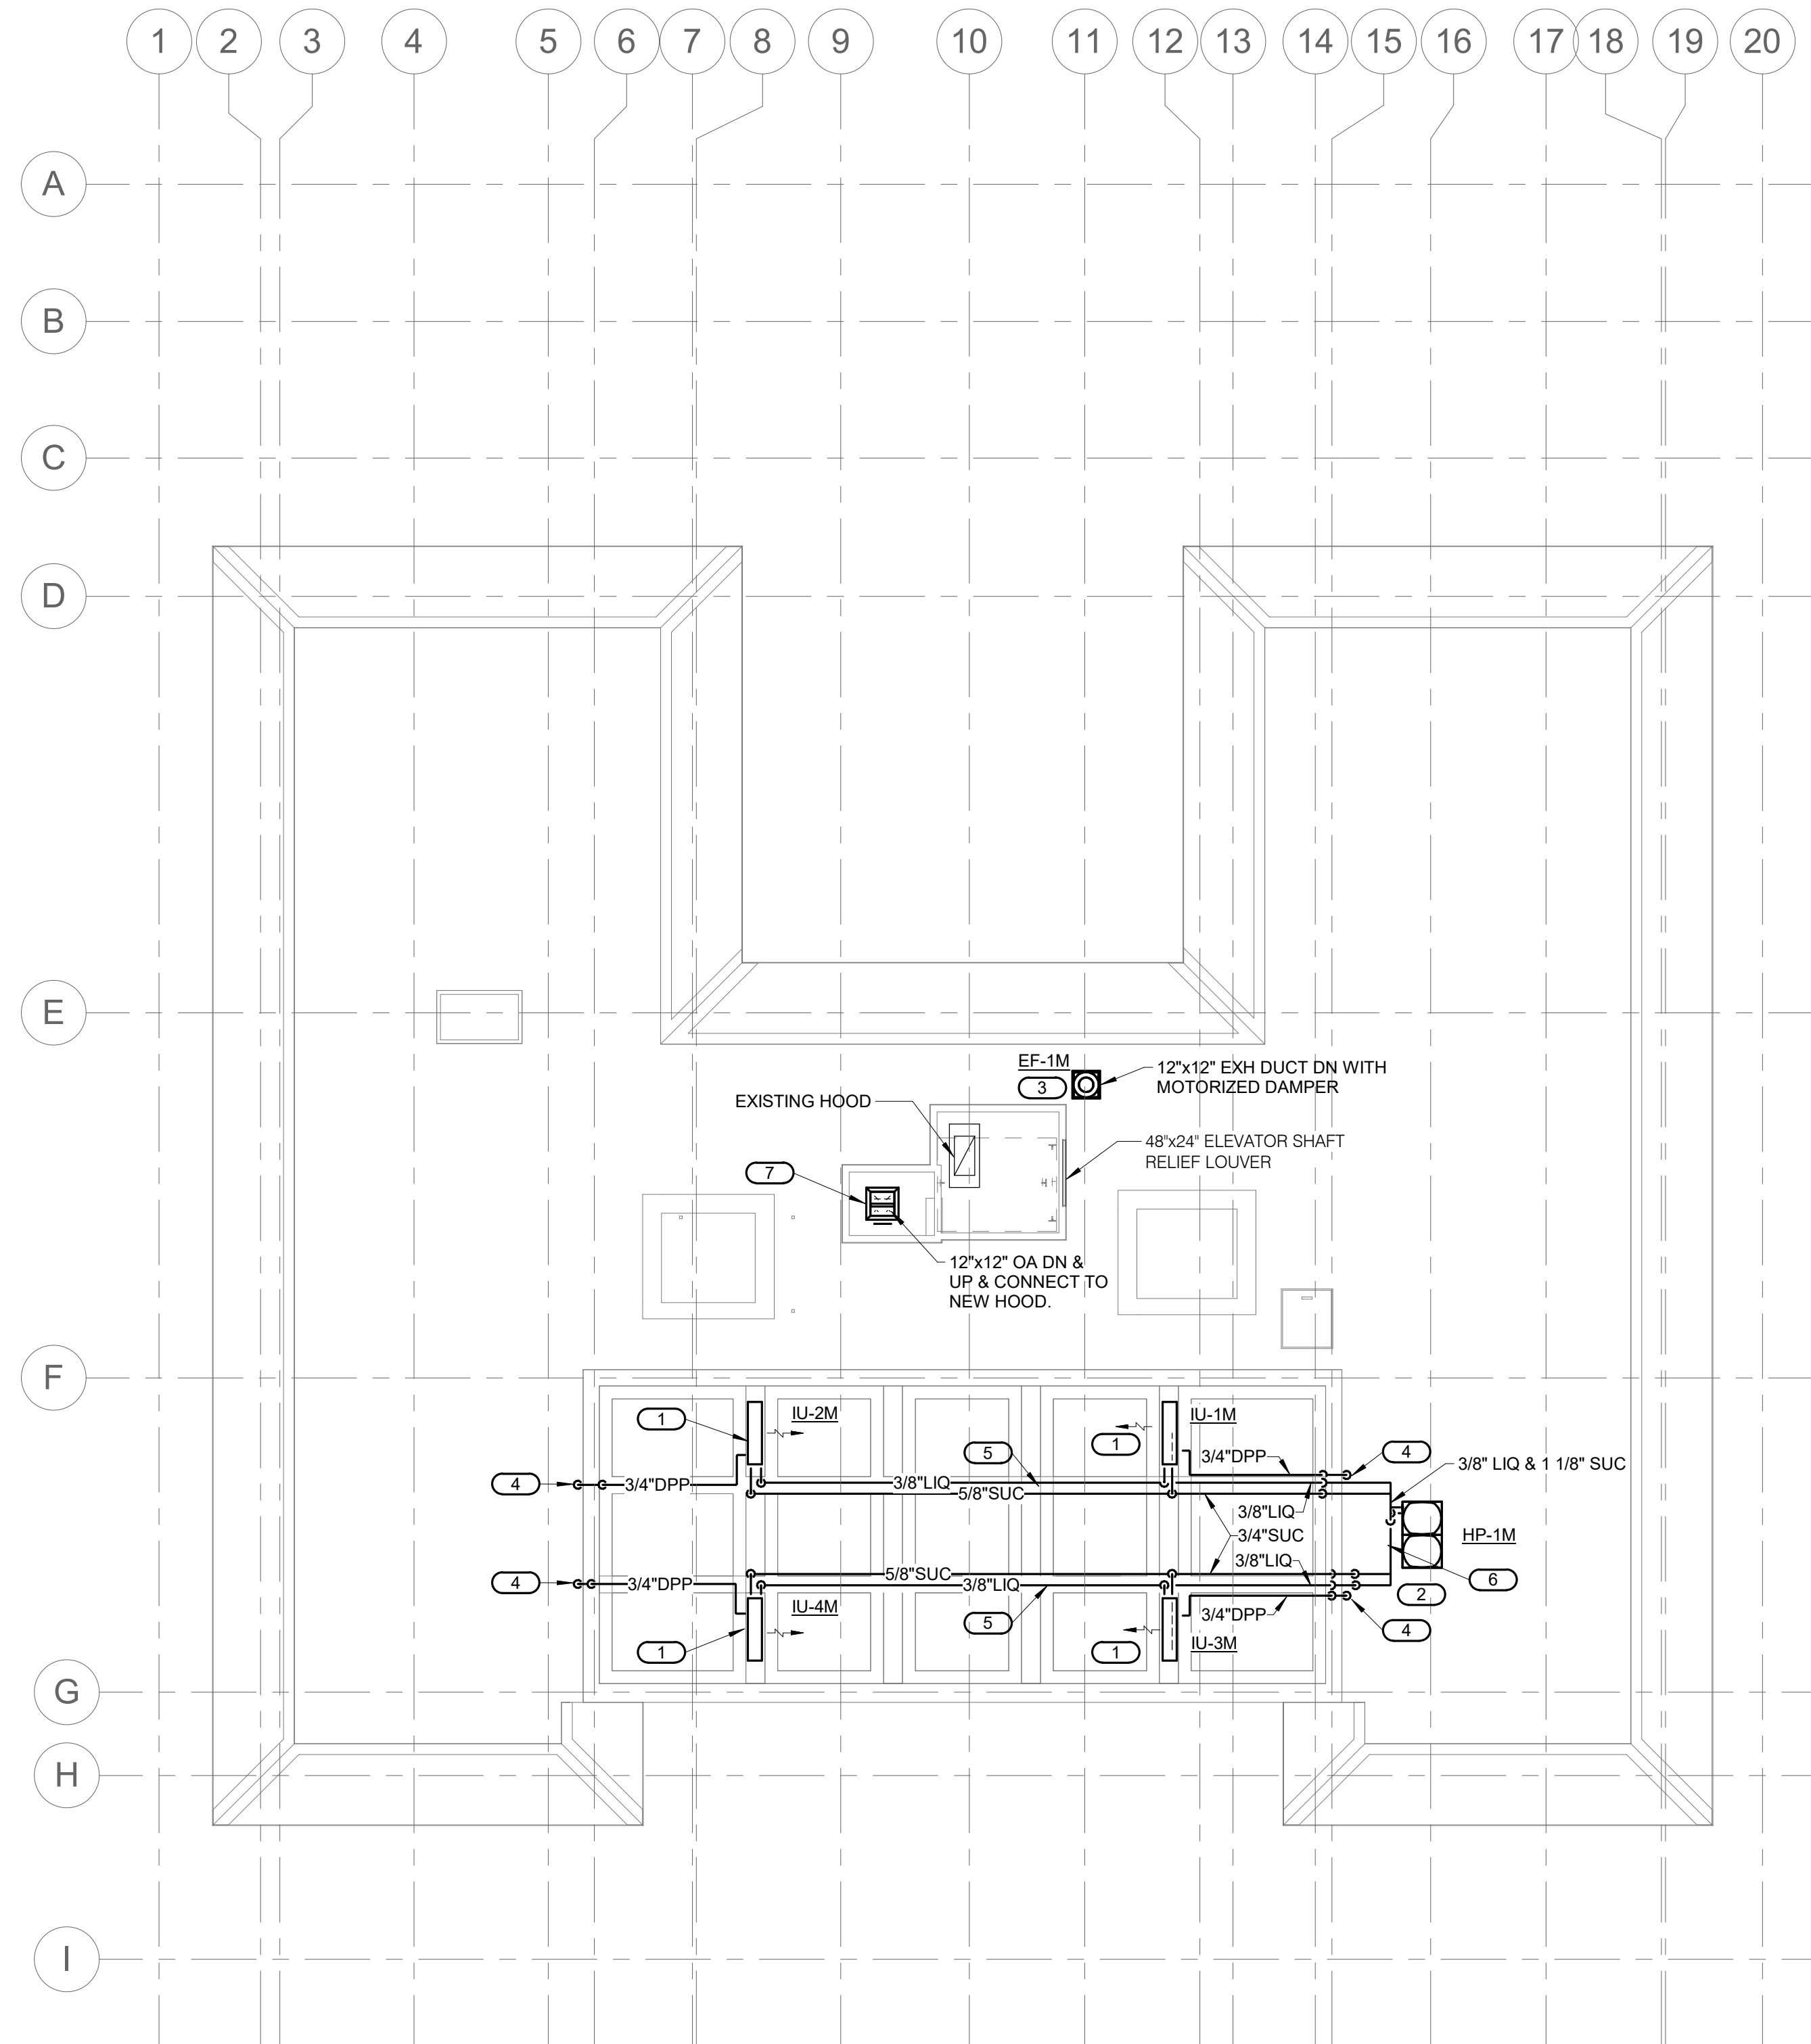 1 2 3 4 5 6 7 8 9 10 11 12 13 14 15 16 17 18 19 20
A
B
C
D
E
EF-1M
3
12"x12" EXH DUCT DN WITH
MOTORIZED DAMPER
EXISTING HOOD
48"x24" ELEVATOR SHAFT
RELIEF LOUVER
7
12"x12" OA DN &
UP & CONNECT TO
NEW HOOD.
F
1
IU-2M
IU-1M
1
5
4
3/4"DPP
3/8" LIQ & 1 1/8" SUC
4
3/4"DPP
3/8"LIQ
5/8"SUC
3/8"LIQ
3/4"SUC
HP-1M
3/8"LIQ
5/8"SUC
3/8"LIQ
4
3/4"DPP
6
2
IU-4M
5
3/4"DPP
4
1
1
IU-3M
G
H
I